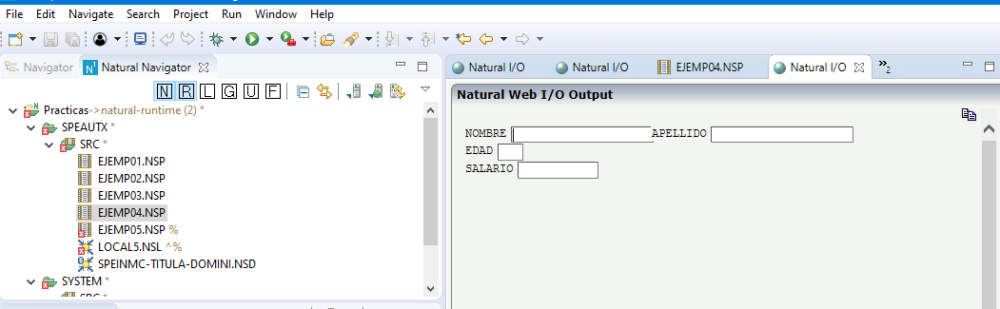 File Edit Navigate Search Project Run Window Help
Navigator Natural Navigator
N R L G U F
Practicas->natural-runtime (2) *
SPEAUTX *
SRC *
EJEMP01.NSP
EJEMP02.NSP
EJEMP03.NSP
EJEMP04.NSP
EJEMP05.NSP %
LOCAL5.NSL ^%
SPEINMC-TITULA-DOMINI.NSD
SYSTEM *
Natural I/O Natural I/O EJEMP04.NSP Natural I/O »2
Natural Web I/O Output
NOMBRE APELLIDO
EDAD
SALARIO